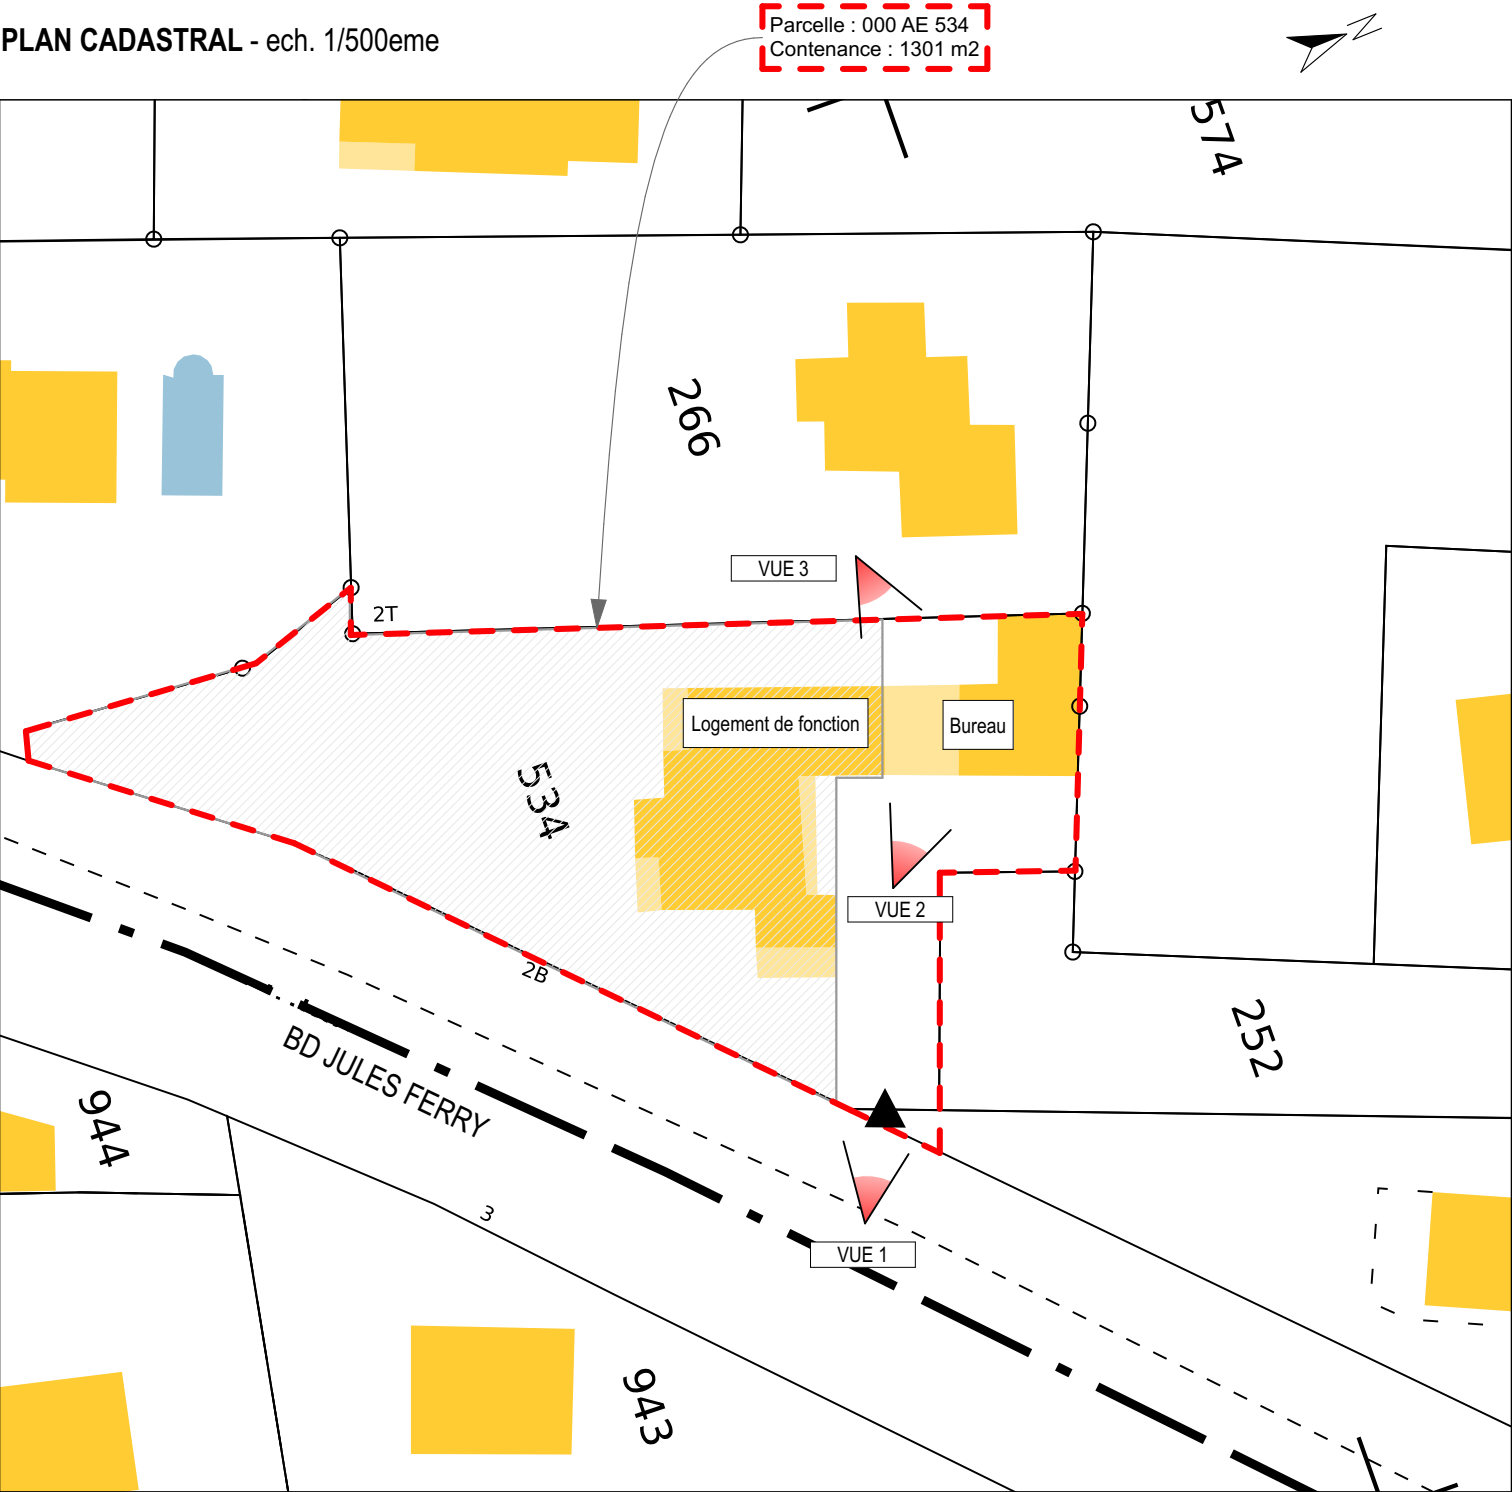 PLAN CADASTRAL - ech. 1/500eme
Parcelle : 000 AE 534
Contenance : 1301 m2
N
574
266
VUE 3
2T
Logement de fonction
Bureau
534
VUE 2
2B
252
BD JULES FERRY
944
3
VUE 1
943